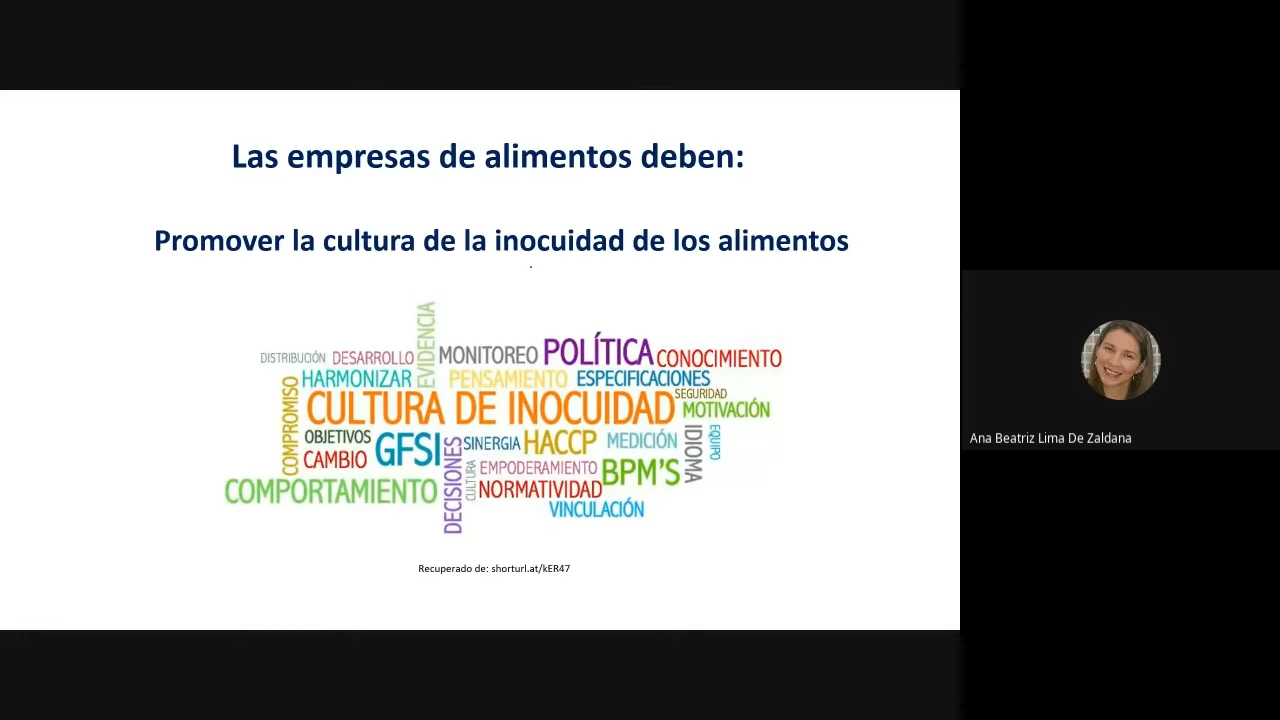 Las empresas de alimentos deben:
Promover la cultura de la inocuidad de los alimentos
EVIDENCIA
DISTRIBUCIÓN DESARROLLO MONITOREO POLÍTICA CONOCIMIENTO
HARMONIZAR PENSAMIENTO ESPECIFICACIONES
COMPROMISO
CULTURA DE INOCUIDAD
SEGURIDAD
MOTIVACIÓN
OBJETIVOS GFSI SINERGIA HACCP MEDICIÓN
IDIOMA
EQUIPO
CAMBIO
DECISIONES
CULTURA
EMPODERAMIENTO BPM'S
COMPORTAMIENTO
NORMATIVIDAD
VINCULACIÓN
Recuperado de: shorturl.at/kER47
Ana Beatriz Lima De Zaldana